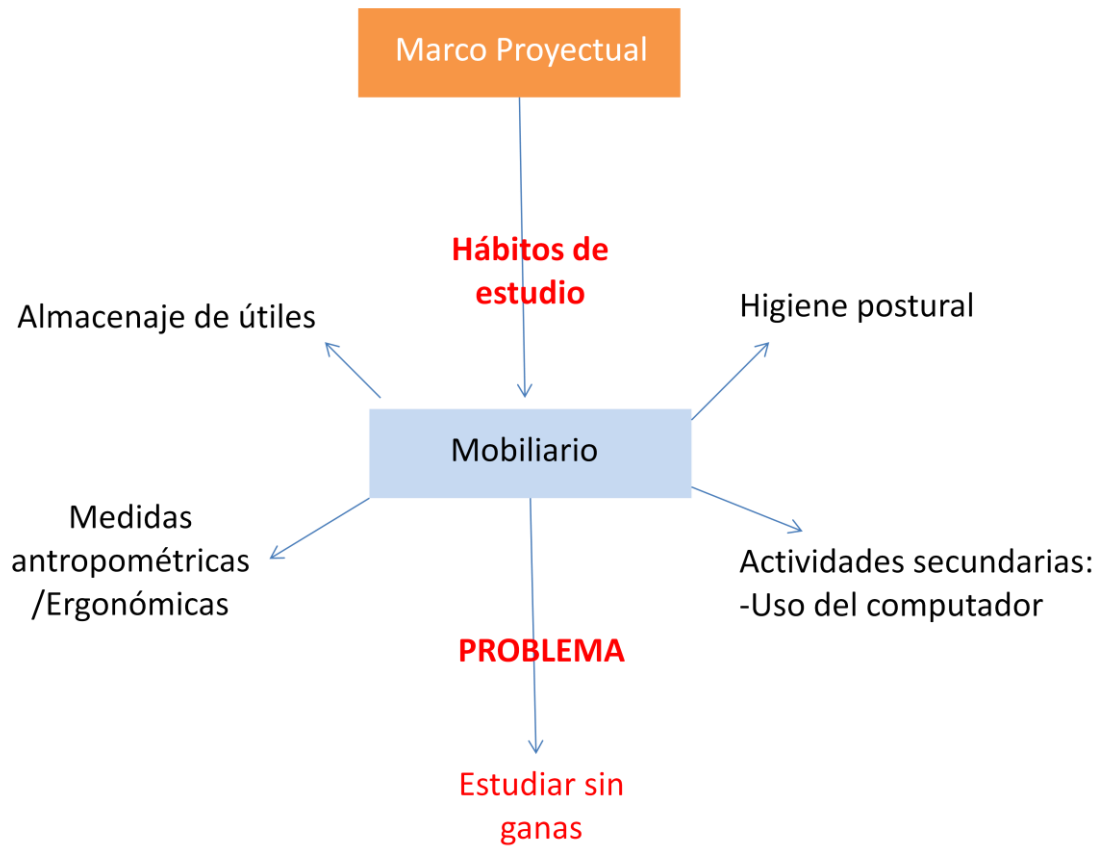 Marco Proyectual
Hábitos de
estudio
Almacenaje de útiles
Higiene postural
Mobiliario
Medidas
antropométricas
/Ergonómicas
Actividades secundarias:
-Uso del computador
PROBLEMA
Estudiar sin
ganas